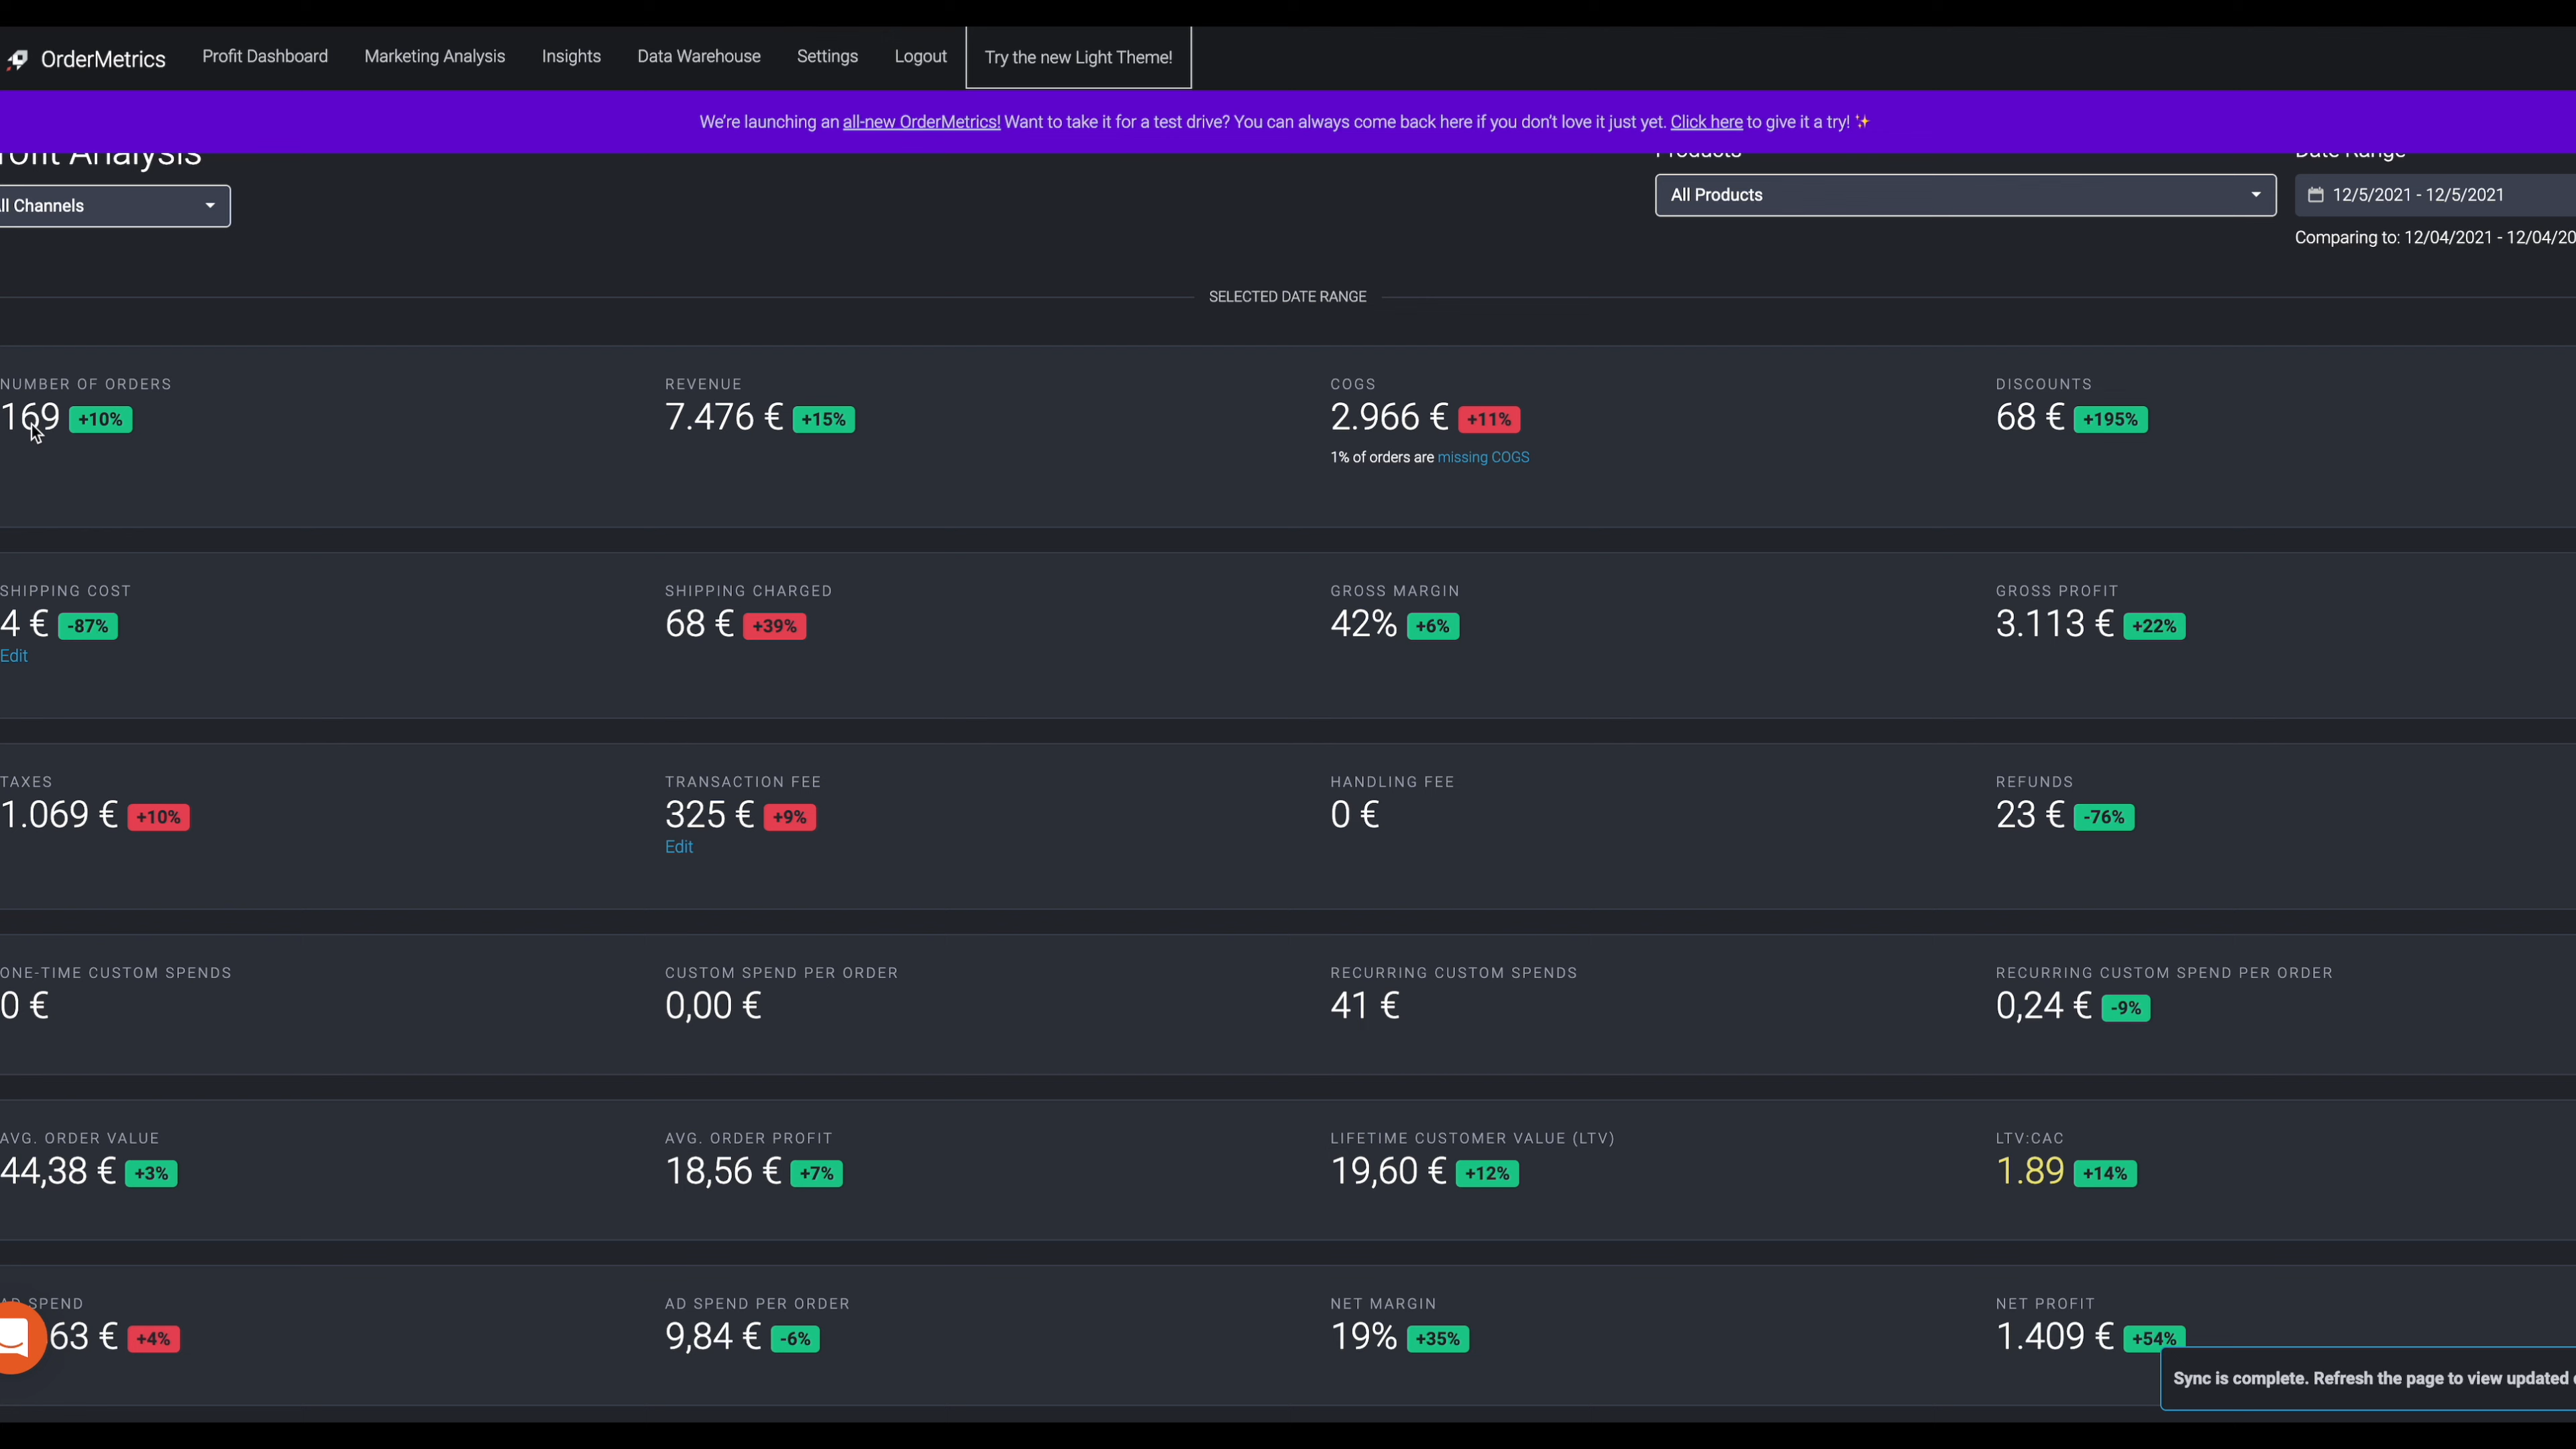 OrderMetrics Profit Dashboard Marketing Analysis Insights Data Warehouse Settings Logout Try the new Light Theme!
We're launching an all-new OrderMetrics! Want to take it for a test drive? You can always come back here if you don't love it just yet. Click here to give it a try! ✨
Analysis Products Date Range
Channels All Products 12/5/2021 - 12/5/2021
Comparing to: 12/04/2021 - 12/04/20
SELECTED DATE RANGE
NUMBER OF ORDERS REVENUE COGS DISCOUNTS
169 +10% 7.476 € +15% 2.966 € +11% 68 € +195%
1% of orders are missing COGS
SHIPPING COST SHIPPING CHARGED GROSS MARGIN GROSS PROFIT
4 € -87% 68 € +39% 42% +6% 3.113 € +22%
Edit
TAXES TRANSACTION FEE HANDLING FEE REFUNDS
1.069 € +10% 325 € +9% 0 € 23 € -76%
Edit
ONE-TIME CUSTOM SPENDS CUSTOM SPEND PER ORDER RECURRING CUSTOM SPENDS RECURRING CUSTOM SPEND PER ORDER
0 € 0,00 € 41 € 0,24 € -9%
AVG. ORDER VALUE AVG. ORDER PROFIT LIFETIME CUSTOMER VALUE (LTV) LTV:CAC
44,38 € +3% 18,56 € +7% 19,60 € +12% 1.89 +14%
AD SPEND AD SPEND PER ORDER NET MARGIN NET PROFIT
63 € +4% 9,84 € -6% 19% +35% 1.409 € +54%
Sync is complete. Refresh the page to view updated